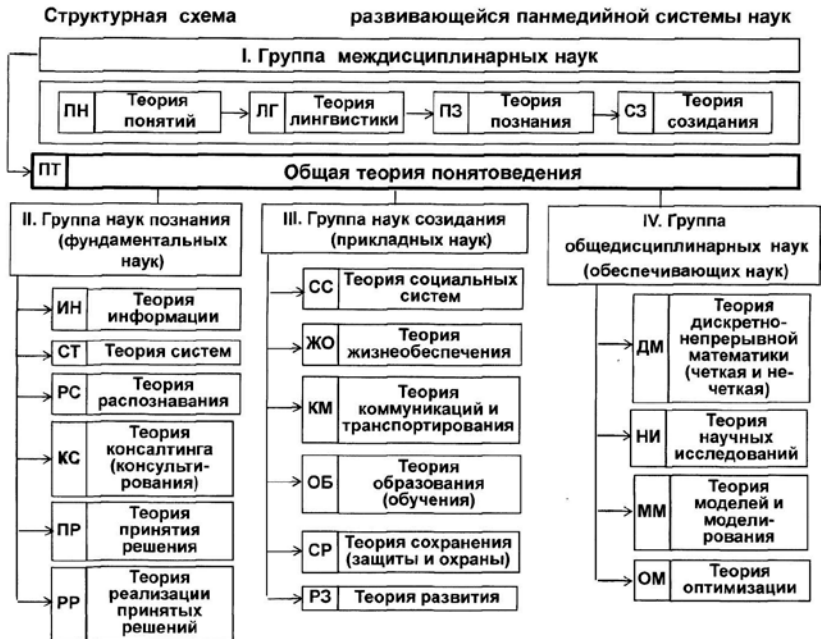 Структурная схема развивающейся панмедийной системы наук
I. Группа междисциплинарных наук
ПН
Теория
понятий
ЛГ
Теория
лингвистики
ПЗ
Теория
познания
СЗ
Теория
созидания
ПТ
Общая теория понятоведения
II. Группа наук познания
(фундаментальных
наук)
ИН
Теория
информации
СТ
Теория систем
РС
Теория
распознавания
КС
Теория
консалтинга
(консульти-
рования)
ПР
Теория
принятия
решения
РР
Теория
реализации
принятых
решений
III. Группа наук созидания
(прикладных наук)
СС
Теория социальных
систем
ЖО
Теория
жизнеобеспечения
КМ
Теория
коммуникаций и
транспортирования
ОБ
Теория
образования
(обучения)
СР
Теория сохранения
(защиты и охраны)
РЗ
Теория развития
IV. Группа
общедисциплинарных наук
(обеспечивающих наук)
ДМ
Теория
дискретно-
непрерывной
математики
(четкая и не-
четкая)
НИ
Теория
научных
исследований
ММ
Теория
моделей и
модели-
рования
ОМ
Теория
оптимизации